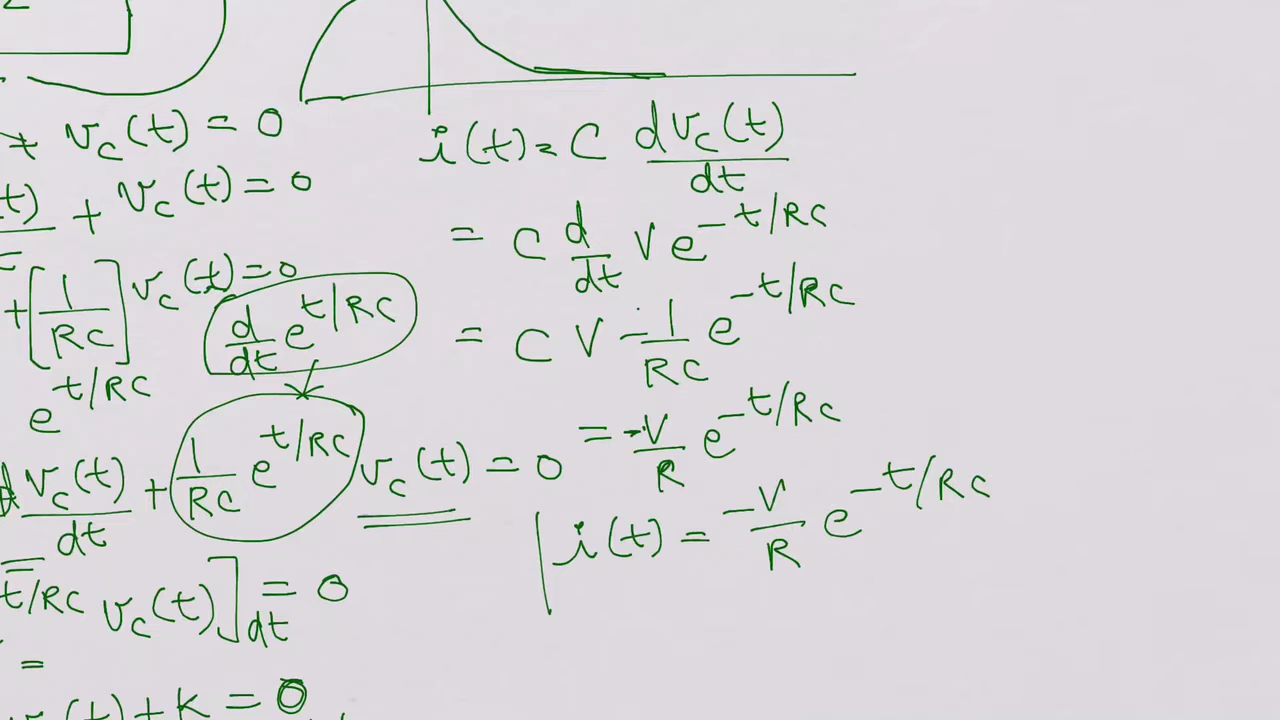 + v_c(t) = 0
t) + v_c(t) = 0
+ [1/RC] v_c(t) = 0
d/dt e^{t/RC}
e^{t/RC}
dv_c(t)/dt + 1/RC e^{t/RC} v_c(t) = 0
t/RC v_c(t)]dt = 0
=
(t) + k = 0
i(t) = C dv_c(t)/dt
= C d/dt V e^{-t/RC}
= C V -1/RC e^{-t/RC}
= -V/R e^{-t/RC}
i(t) = -V/R e^{-t/RC}